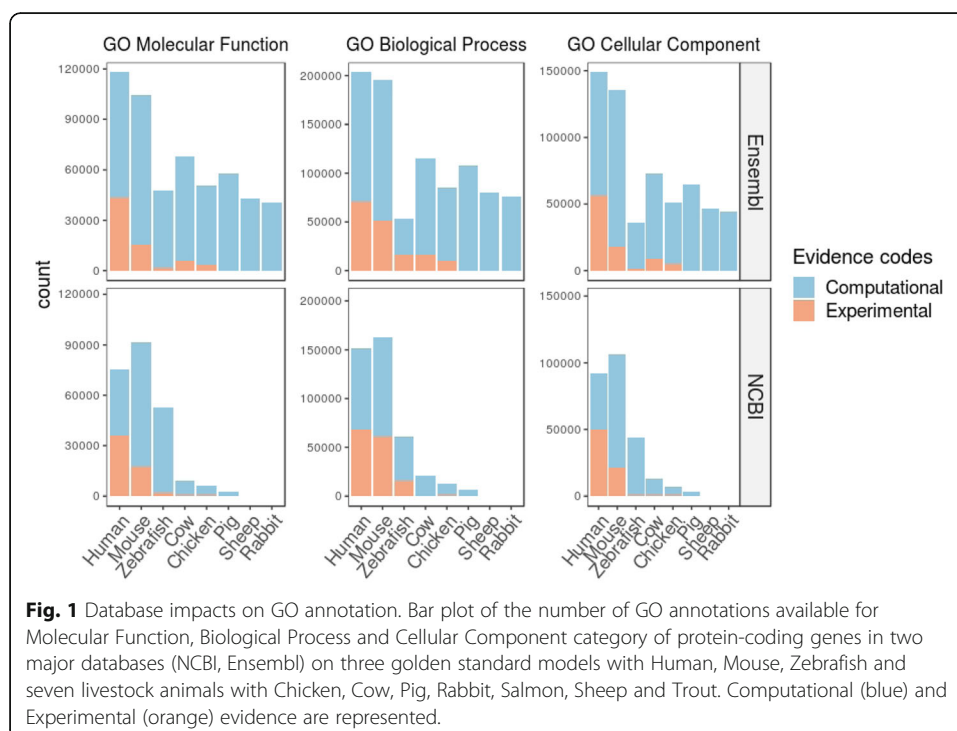 GO Molecular Function GO Biological Process GO Cellular Component
120000
90000
60000
30000
0
200000
150000
100000
50000
0
150000
100000
50000
0
Ensembl
count
120000
90000
60000
30000
0
200000
150000
100000
50000
0
150000
100000
50000
0
NCBI
Human Mouse Zebrafish Cow Chicken Pig Sheep Rabbit
Human Mouse Zebrafish Cow Chicken Pig Sheep Rabbit
Human Mouse Zebrafish Cow Chicken Pig Sheep Rabbit
Evidence codes
Computational
Experimental
Fig. 1 Database impacts on GO annotation. Bar plot of the number of GO annotations available for
Molecular Function, Biological Process and Cellular Component category of protein-coding genes in two
major databases (NCBI, Ensembl) on three golden standard models with Human, Mouse, Zebrafish and
seven livestock animals with Chicken, Cow, Pig, Rabbit, Salmon, Sheep and Trout. Computational (blue) and
Experimental (orange) evidence are represented.